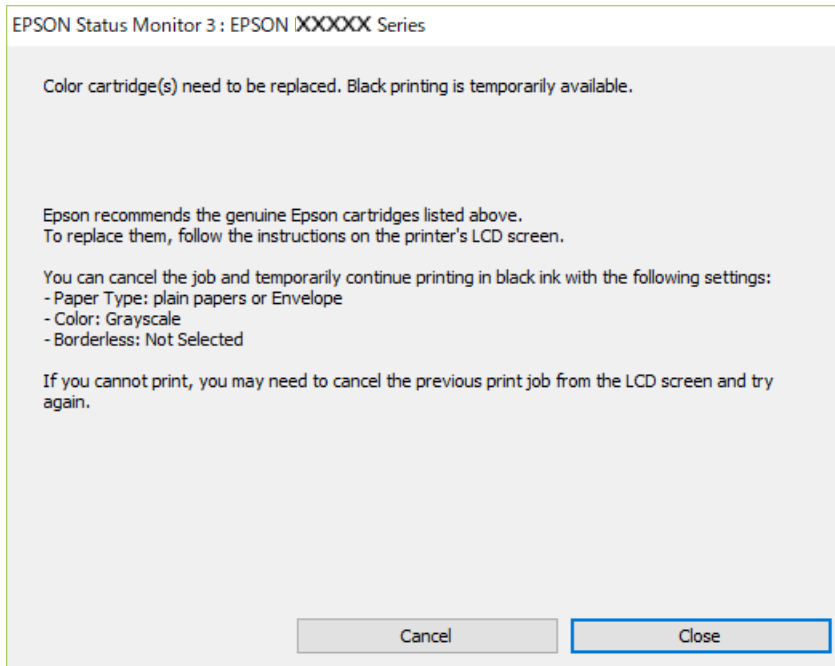 EPSON Status Monitor 3 : EPSON XXXXX Series
Color cartridge(s) need to be replaced. Black printing is temporarily available.
Epson recommends the genuine Epson cartridges listed above.
To replace them, follow the instructions on the printer's LCD screen.
You can cancel the job and temporarily continue printing in black ink with the following settings:
- Paper Type: plain papers or Envelope
- Color: Grayscale
- Borderless: Not Selected
If you cannot print, you may need to cancel the previous print job from the LCD screen and try
again.
Cancel
Close